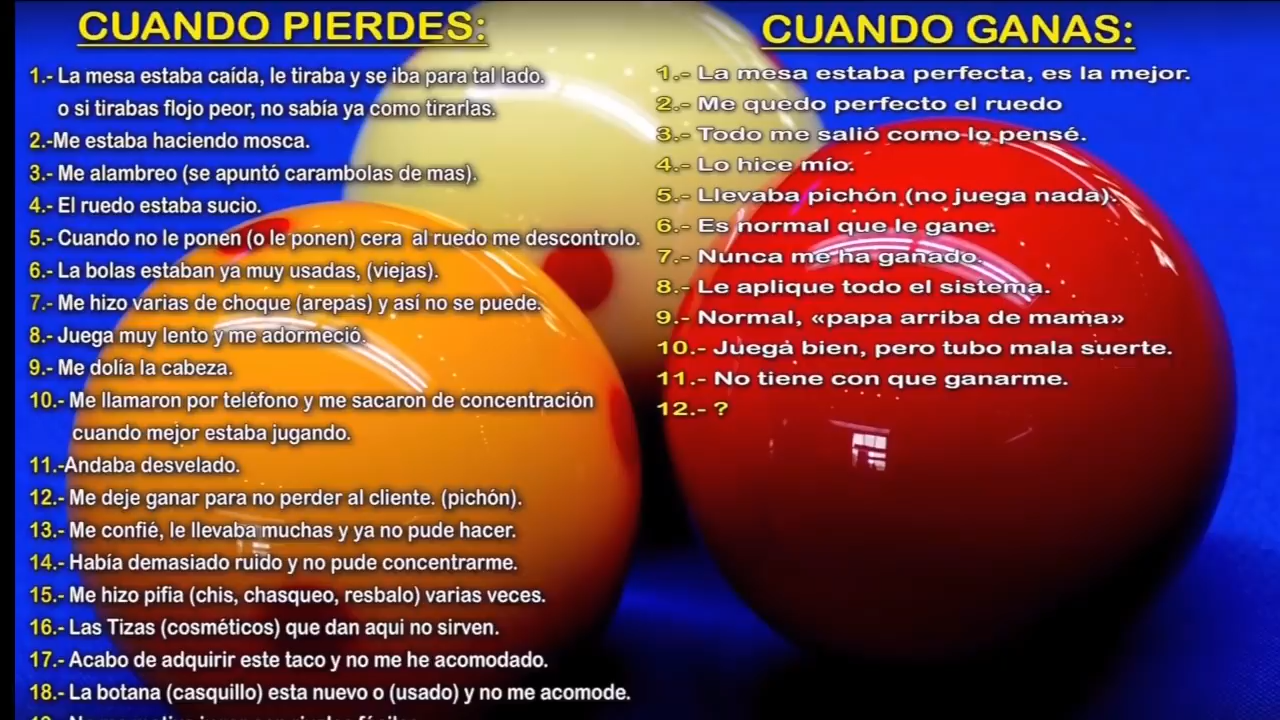 CUANDO PIERDES:
1.- La mesa estaba caída, le tiraba y se iba para tal lado.
o si tirabas flojo peor, no sabía ya como tirarlas.
2.-Me estaba haciendo mosca.
3.- Me alambreo (se apuntó carambolas de mas).
4.- El ruedo estaba sucio.
5.- Cuando no le ponen (o le ponen) cera al ruedo me descontrolo.
6.- La bolas estaban ya muy usadas, (viejas).
7.- Me hizo varias de choque (arepas) y así no se puede.
8.- Juega muy lento y me adormeció.
9.- Me dolía la cabeza.
10.- Me llamaron por teléfono y me sacaron de concentración
cuando mejor estaba jugando.
11.-Andaba desvelado.
12.- Me deje ganar para no perder al cliente. (pichón).
13.- Me confié, le llevaba muchas y ya no pude hacer.
14.- Había demasiado ruido y no pude concentrarme.
15.- Me hizo pifia (chis, chasqueo, resbalo) varias veces.
16.- Las Tizas (cosméticos) que dan aqui no sirven.
17.- Acabo de adquirir este taco y no me he acomodado.
18.- La botana (casquillo) esta nuevo o (usado) y no me acomode.
CUANDO GANAS:
1.- La mesa estaba perfecta, es la mejor.
2.- Me quedo perfecto el ruedo
3.- Todo me salió como lo pensé.
4.- Lo hice mío.
5.- Llevaba pichón (no juega nada).
6.- Es normal que le gane.
7.- Nunca me ha ganado.
8.- Le aplique todo el sistema.
9.- Normal, «papa arriba de mama»
10.- Juega bien, pero tubo mala suerte.
11.- No tiene con que ganarme.
12.- ?